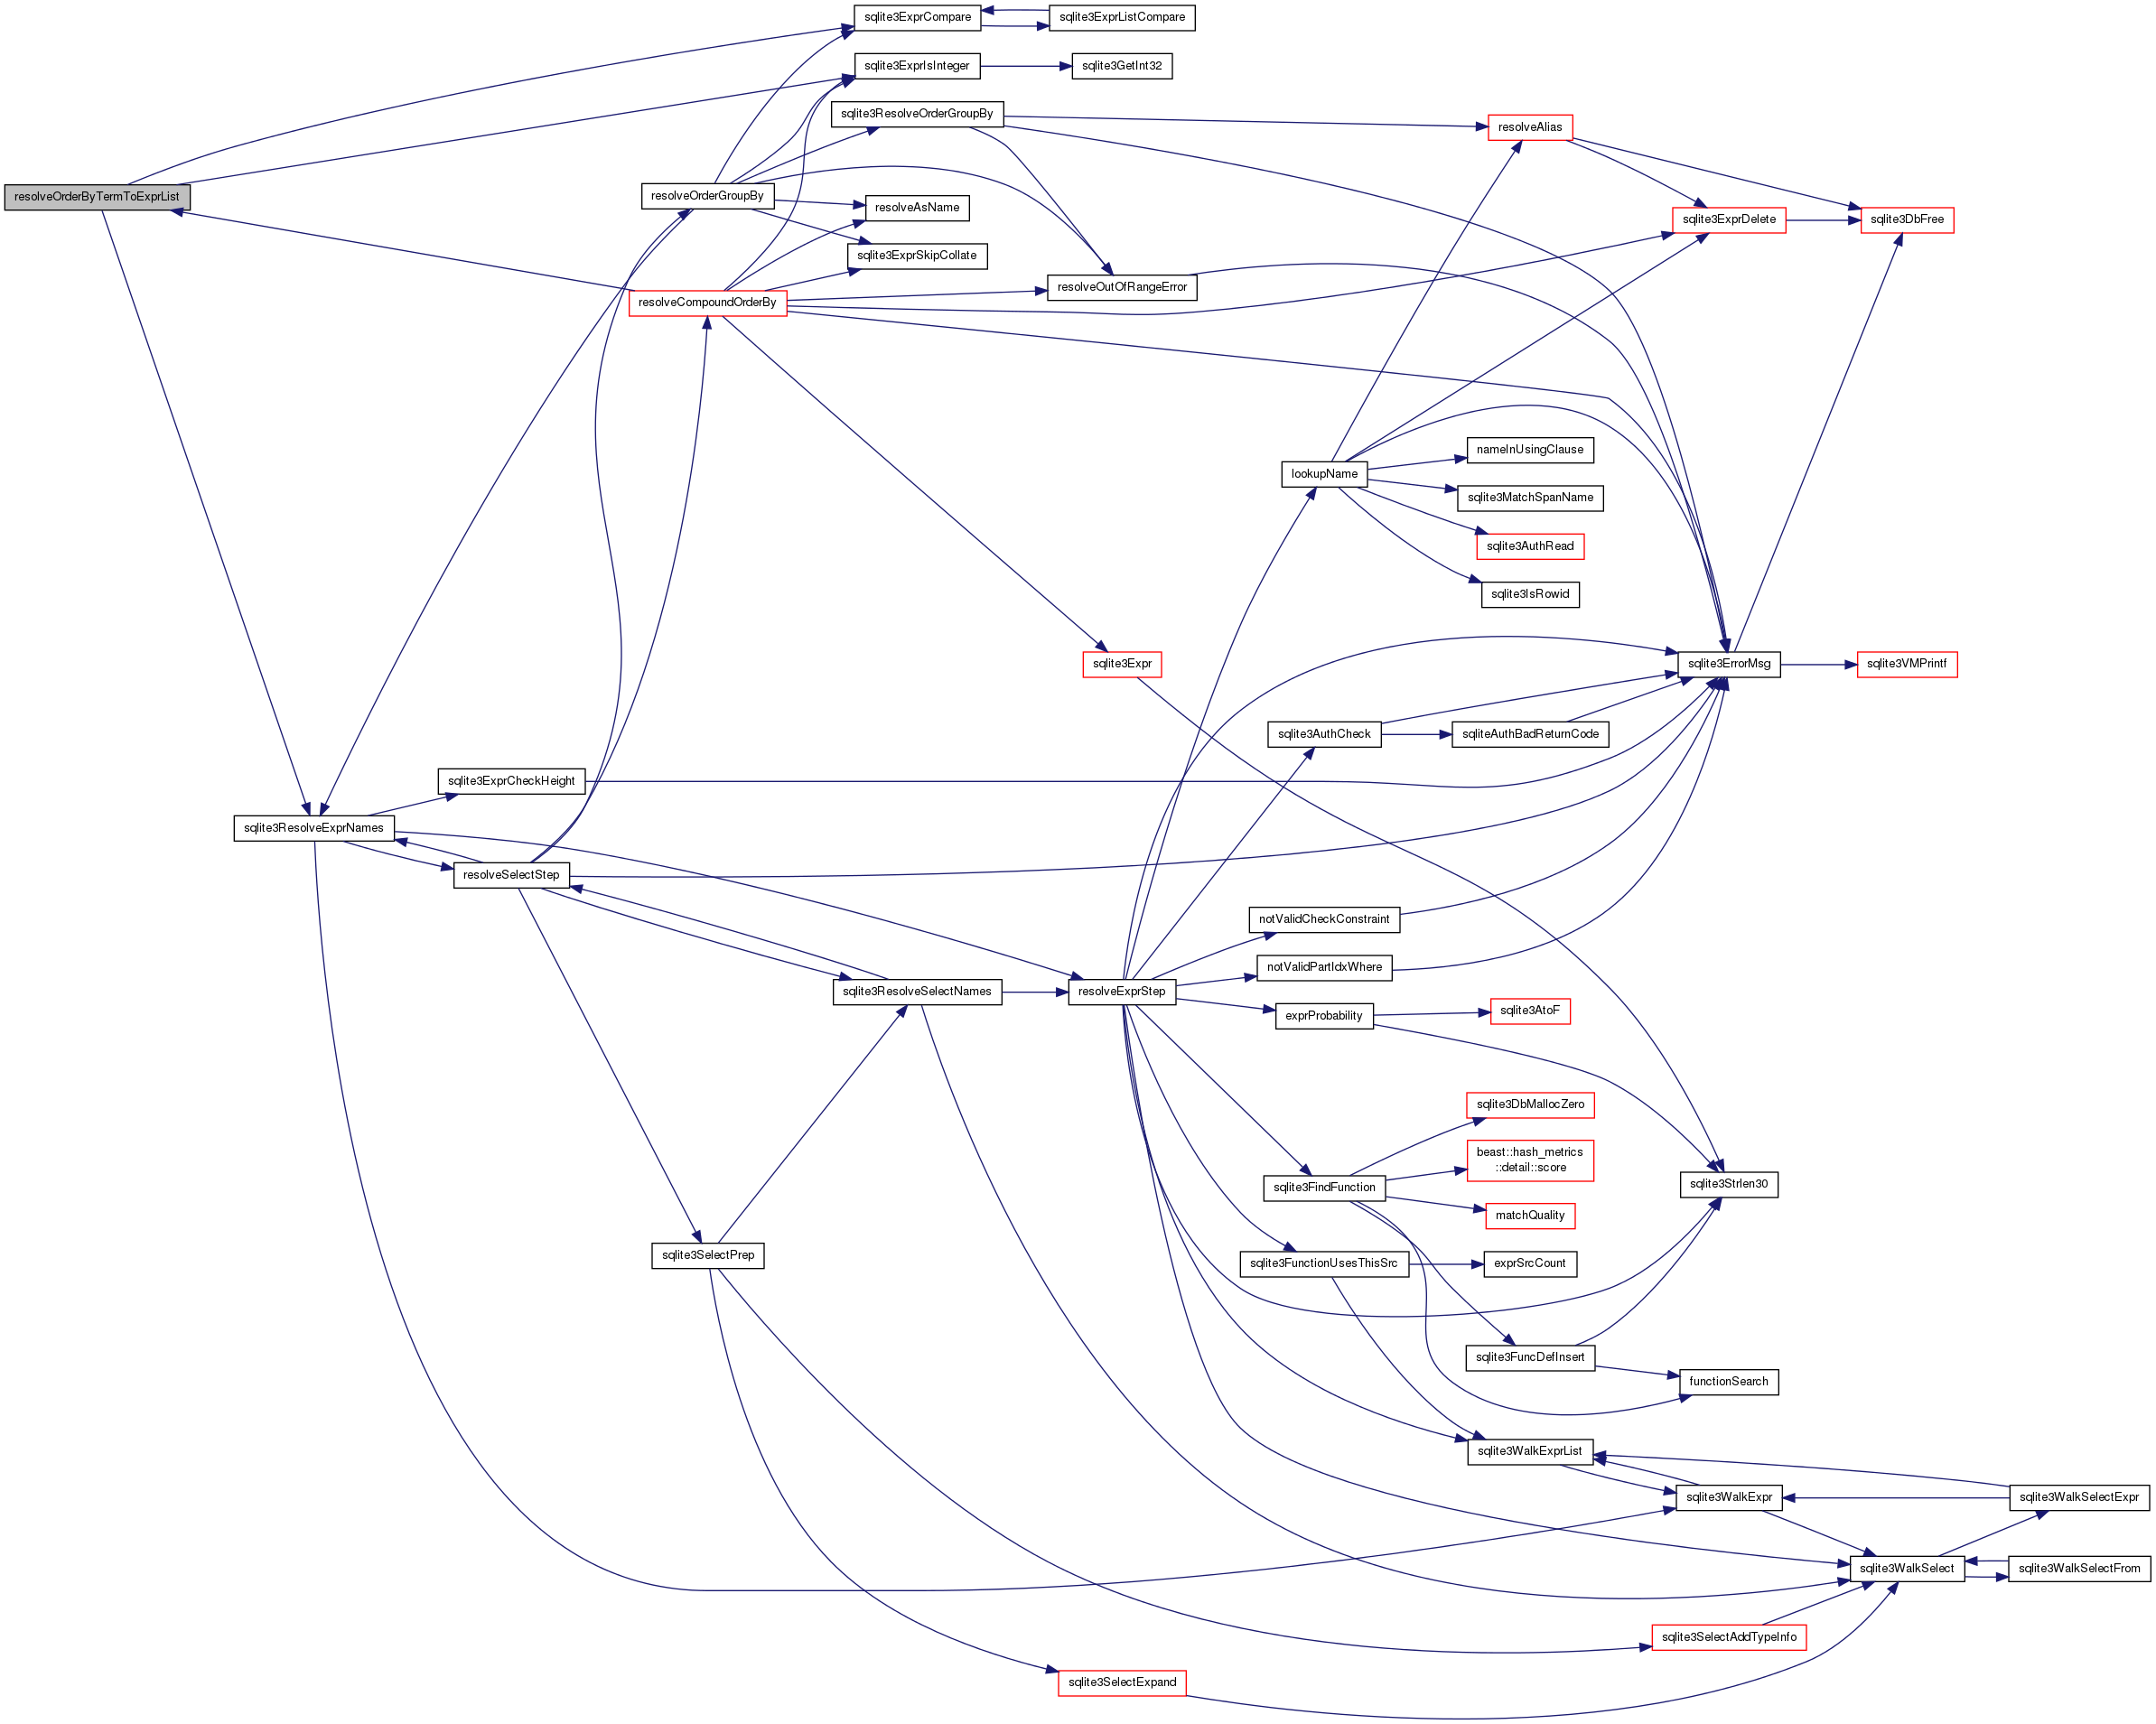 sqlite3ExprCompare
sqlite3ExprListCompare
sqlite3ExprIsInteger
sqlite3GetInt32
sqlite3ResolveOrderGroupBy
resolveAlias
resolveOrderByTermToExprList
resolveOrderGroupBy
resolveAsName
sqlite3ExprDelete
sqlite3DbFree
sqlite3ExprSkipCollate
resolveOutOfRangeError
resolveCompoundOrderBy
nameInUsingClause
lookupName
sqlite3MatchSpanName
sqlite3AuthRead
sqlite3IsRowid
sqlite3Expr
sqlite3ErrorMsg
sqlite3VMPrintf
sqlite3AuthCheck
sqliteAuthBadReturnCode
sqlite3ExprCheckHeight
sqlite3ResolveExprNames
resolveSelectStep
notValidCheckConstraint
notValidPartIdxWhere
sqlite3ResolveSelectNames
resolveExprStep
exprProbability
sqlite3AtoF
sqlite3DbMallocZero
beast::hash_metrics
::detail::score
sqlite3FindFunction
sqlite3Strlen30
matchQuality
sqlite3SelectPrep
sqlite3FunctionUsesThisSrc
exprSrcCount
sqlite3FuncDefInsert
functionSearch
sqlite3WalkExprList
sqlite3WalkExpr
sqlite3WalkSelectExpr
sqlite3WalkSelect
sqlite3WalkSelectFrom
sqlite3SelectAddTypeInfo
sqlite3SelectExpand